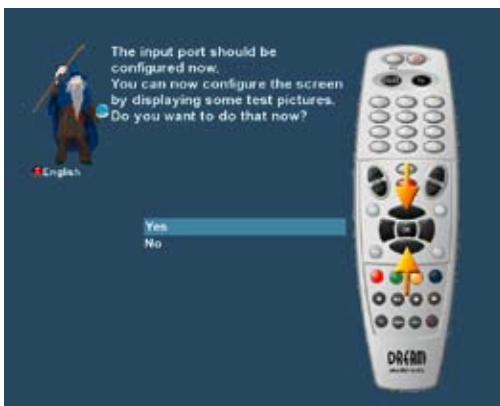 The input port should be
configured now.
You can now configure the screen
by displaying some test pictures.
Do you want to do that now?
English
Yes
No
DREAM